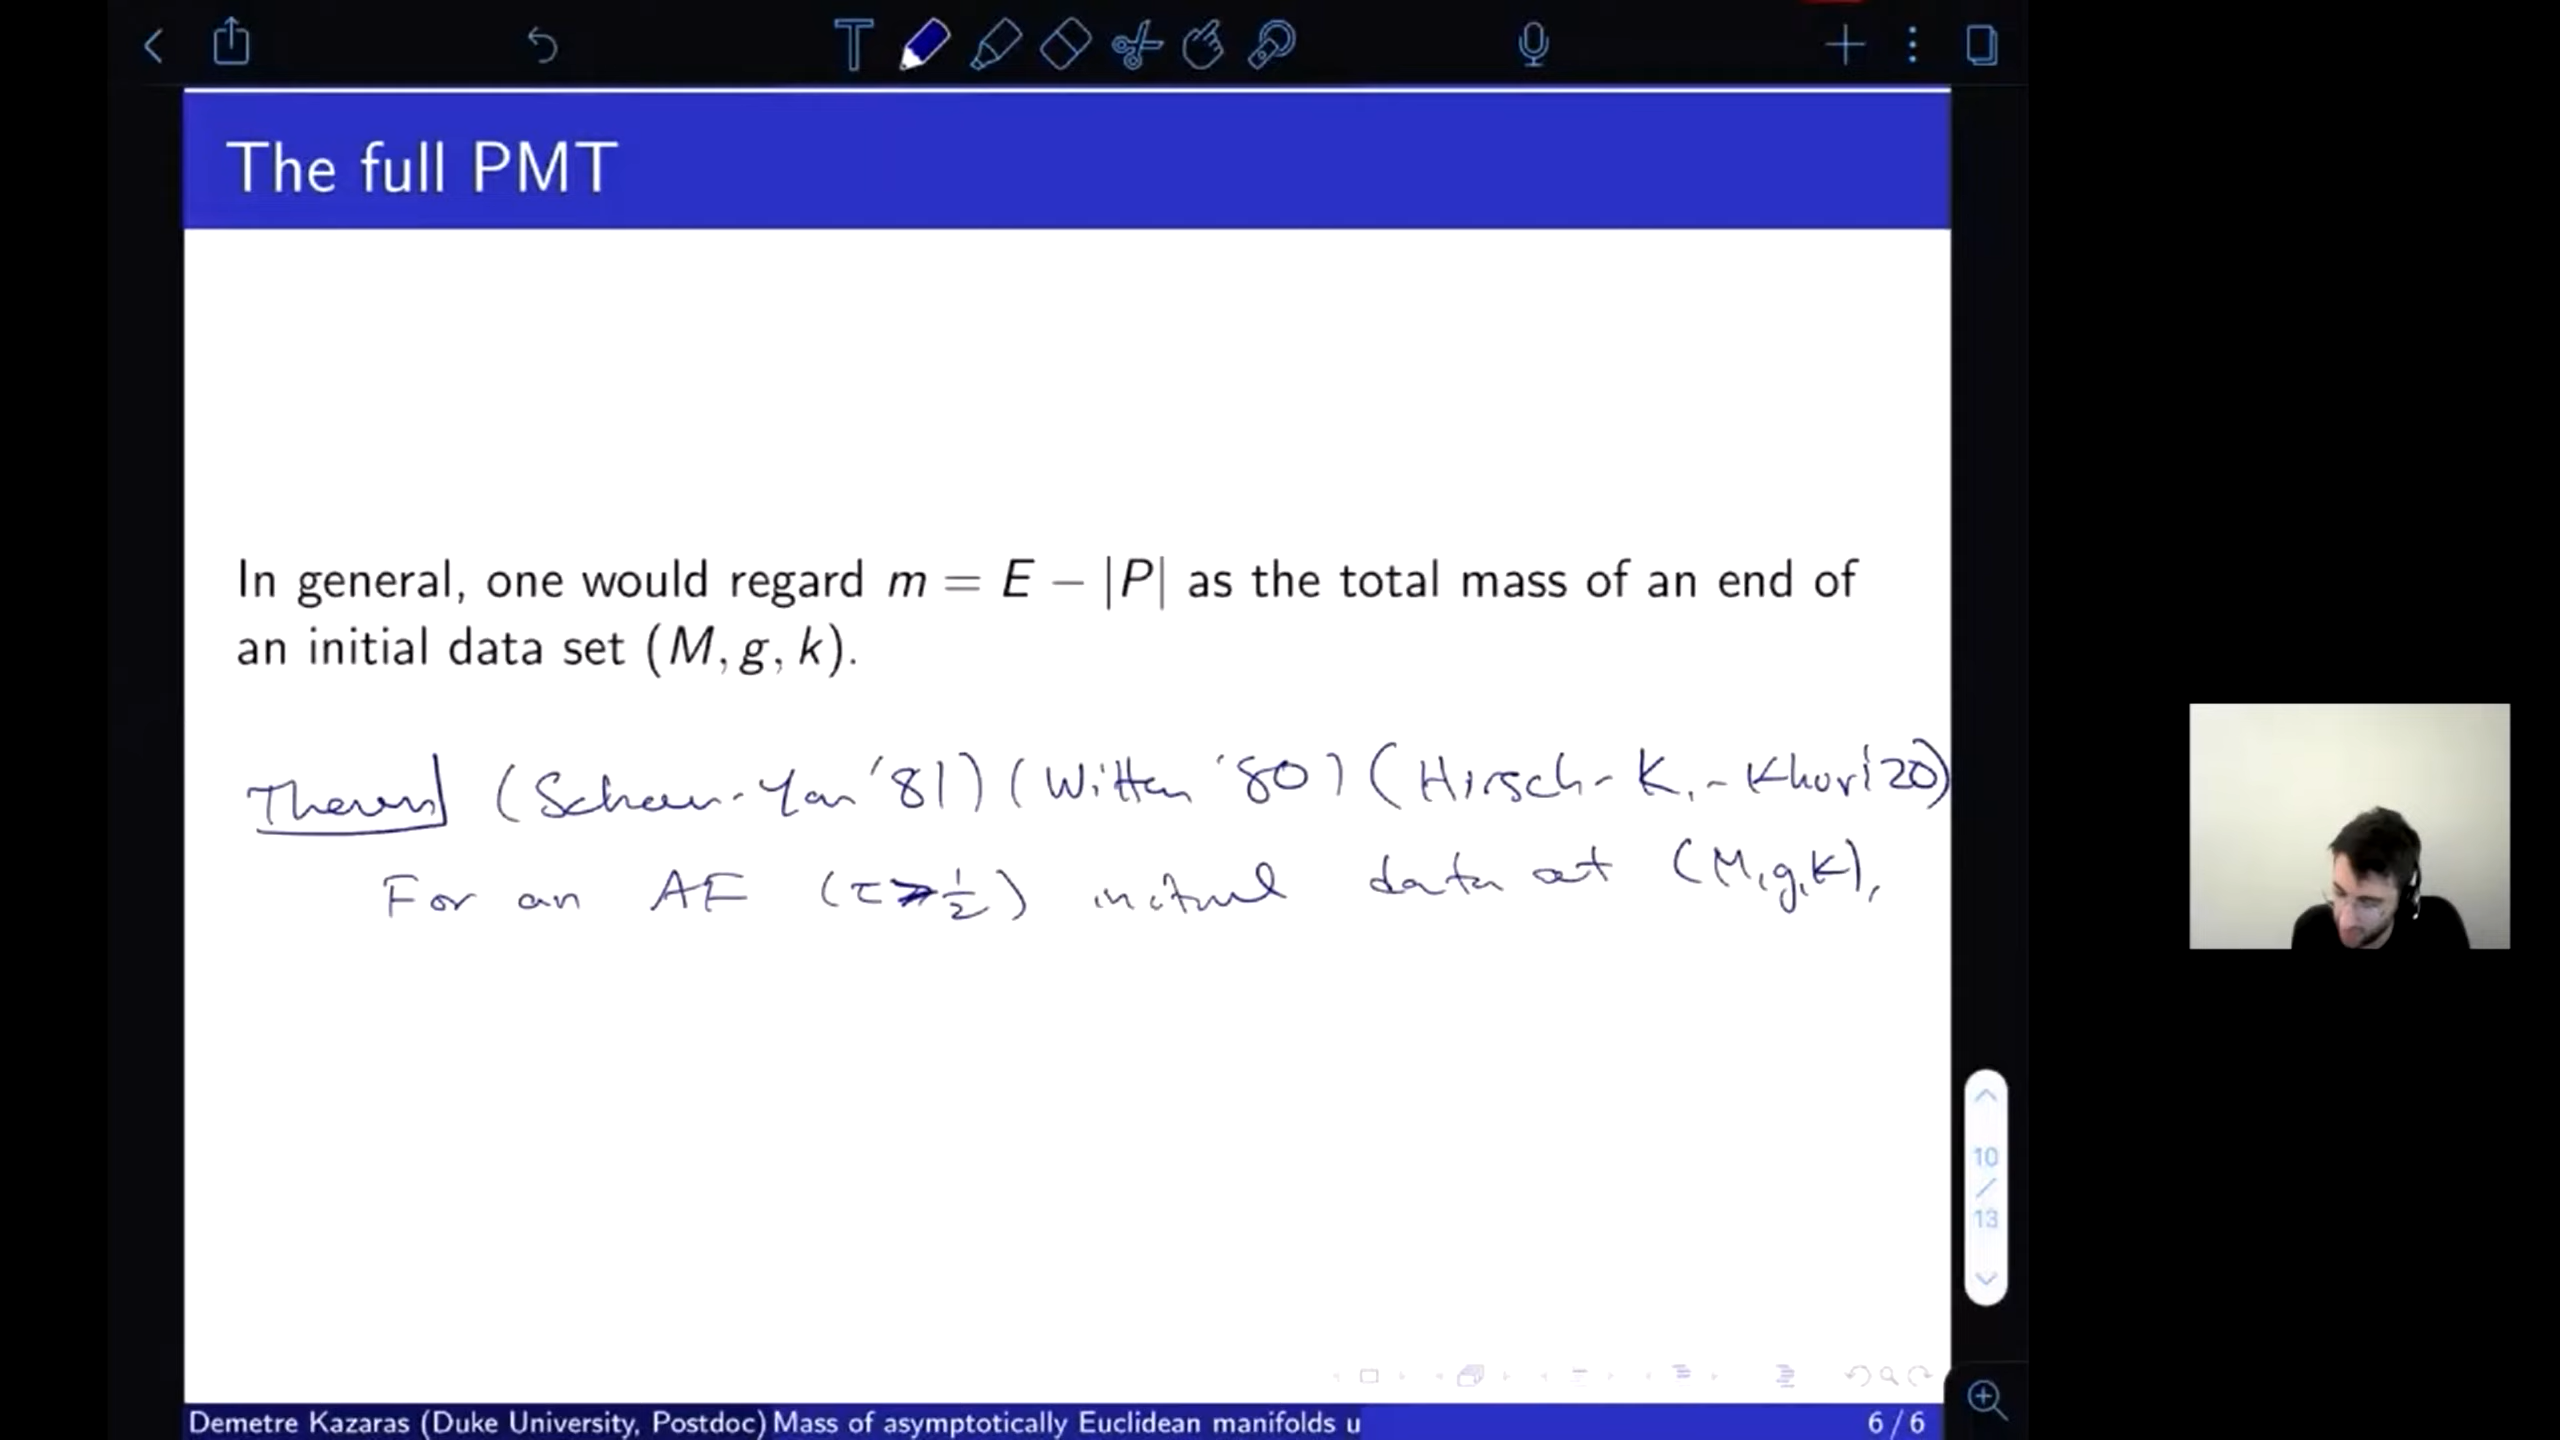 The full PMT
In general, one would regard m = E − |P| as the total mass of an end of
an initial data set (M, g, k).
Theorem (Schoen-Yau '81) (Witten '80) (Hirsch-K.-Khuri '20)
For an AF (τ > 1/2) initial data set (M, g, k),
10
/
13
Demetre Kazaras (Duke University, Postdoc) Mass of asymptotically Euclidean manifolds u
6 / 6